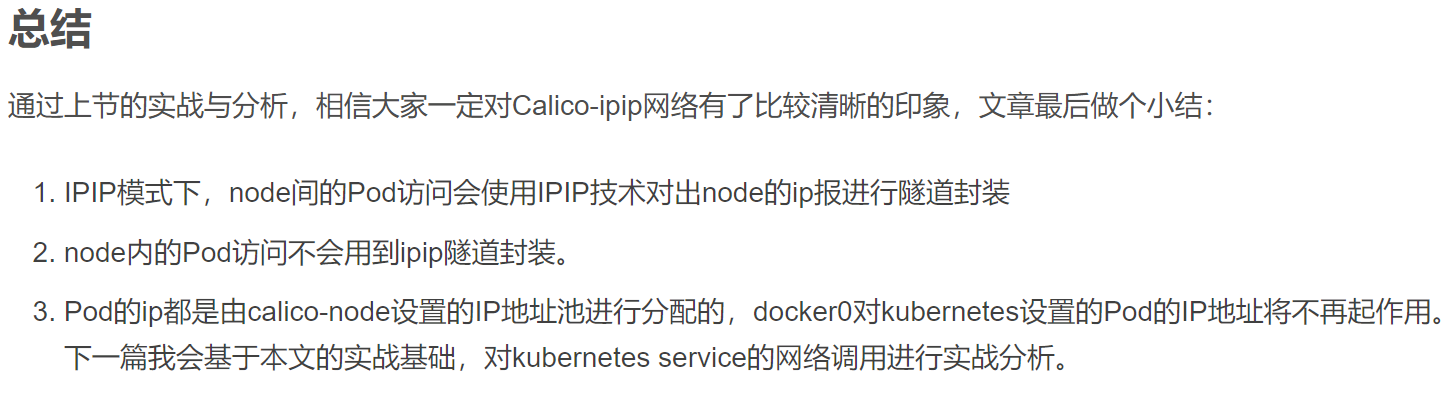 总结
通过上节的实战与分析，相信大家一定对Calico-ipip网络有了比较清晰的印象，文章最后做个小结：
1. IPIP模式下，node间的Pod访问会使用IPIP技术对出node的ip报进行隧道封装
2. node内的Pod访问不会用到ipip隧道封装。
3. Pod的ip都是由calico-node设置的IP地址池进行分配的，docker0对kubernetes设置的Pod的IP地址将不再起作用。
下一篇我会基于本文的实战基础，对kubernetes service的网络调用进行实战分析。